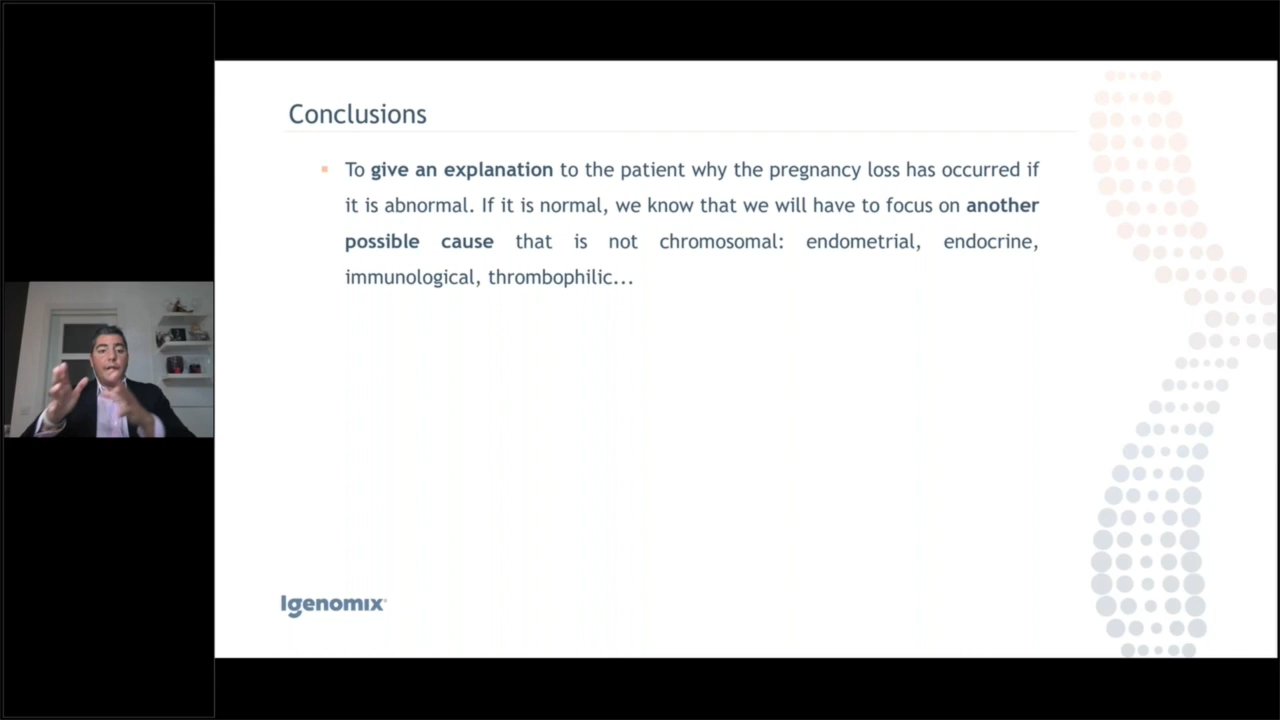 Conclusions
To give an explanation to the patient why the pregnancy loss has occurred if
it is abnormal. If it is normal, we know that we will have to focus on another
possible cause that is not chromosomal: endometrial, endocrine,
immunological, thrombophilic...
Igenomix